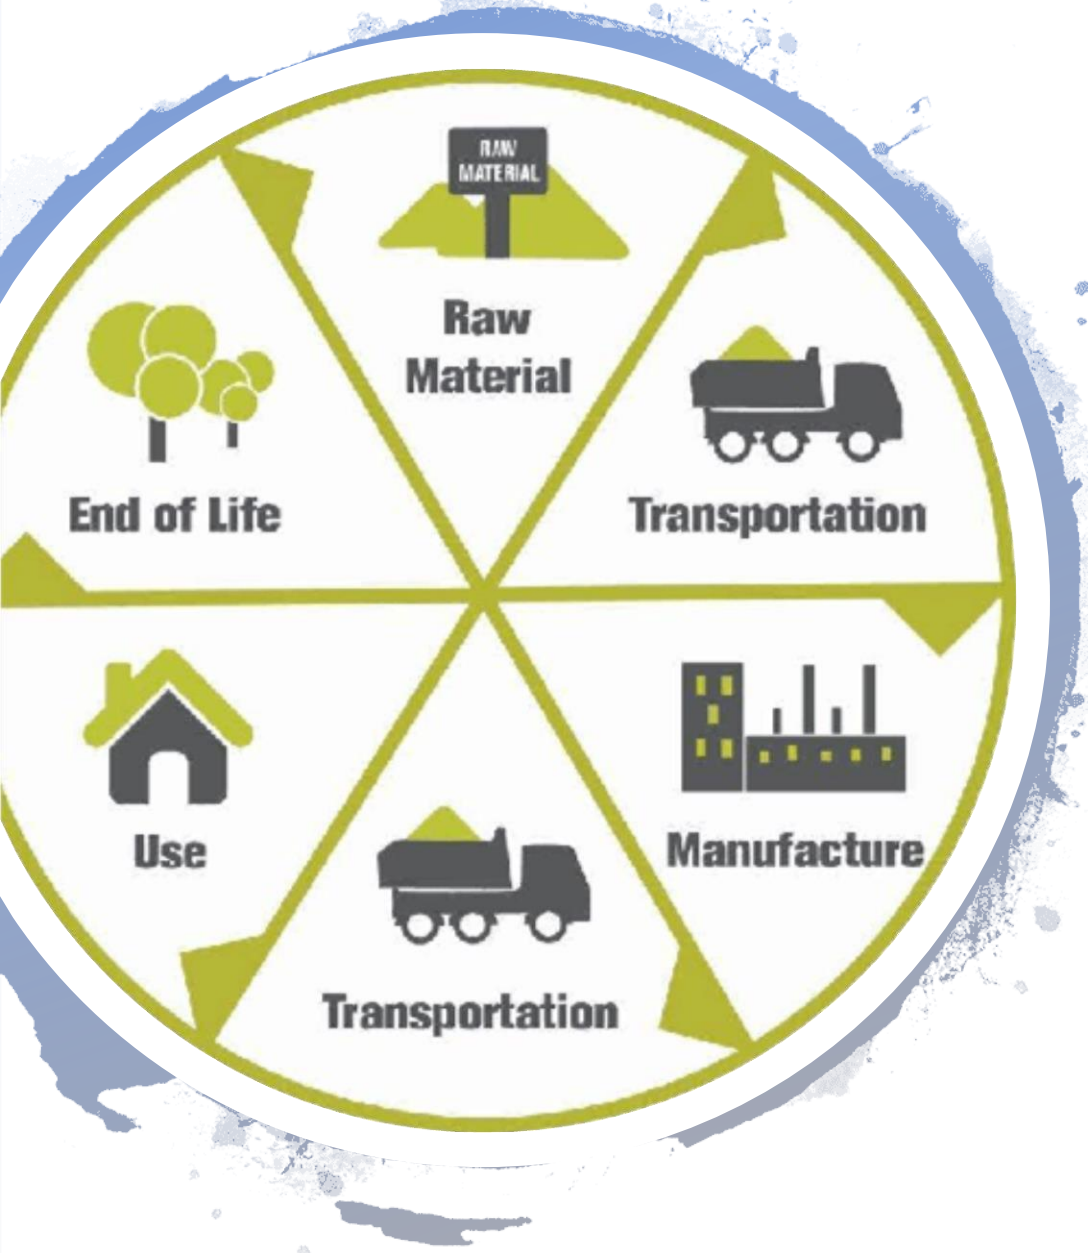 RAW
MATERIAL
Raw
Material
Transportation
Manufacture
Transportation
Use
End of Life